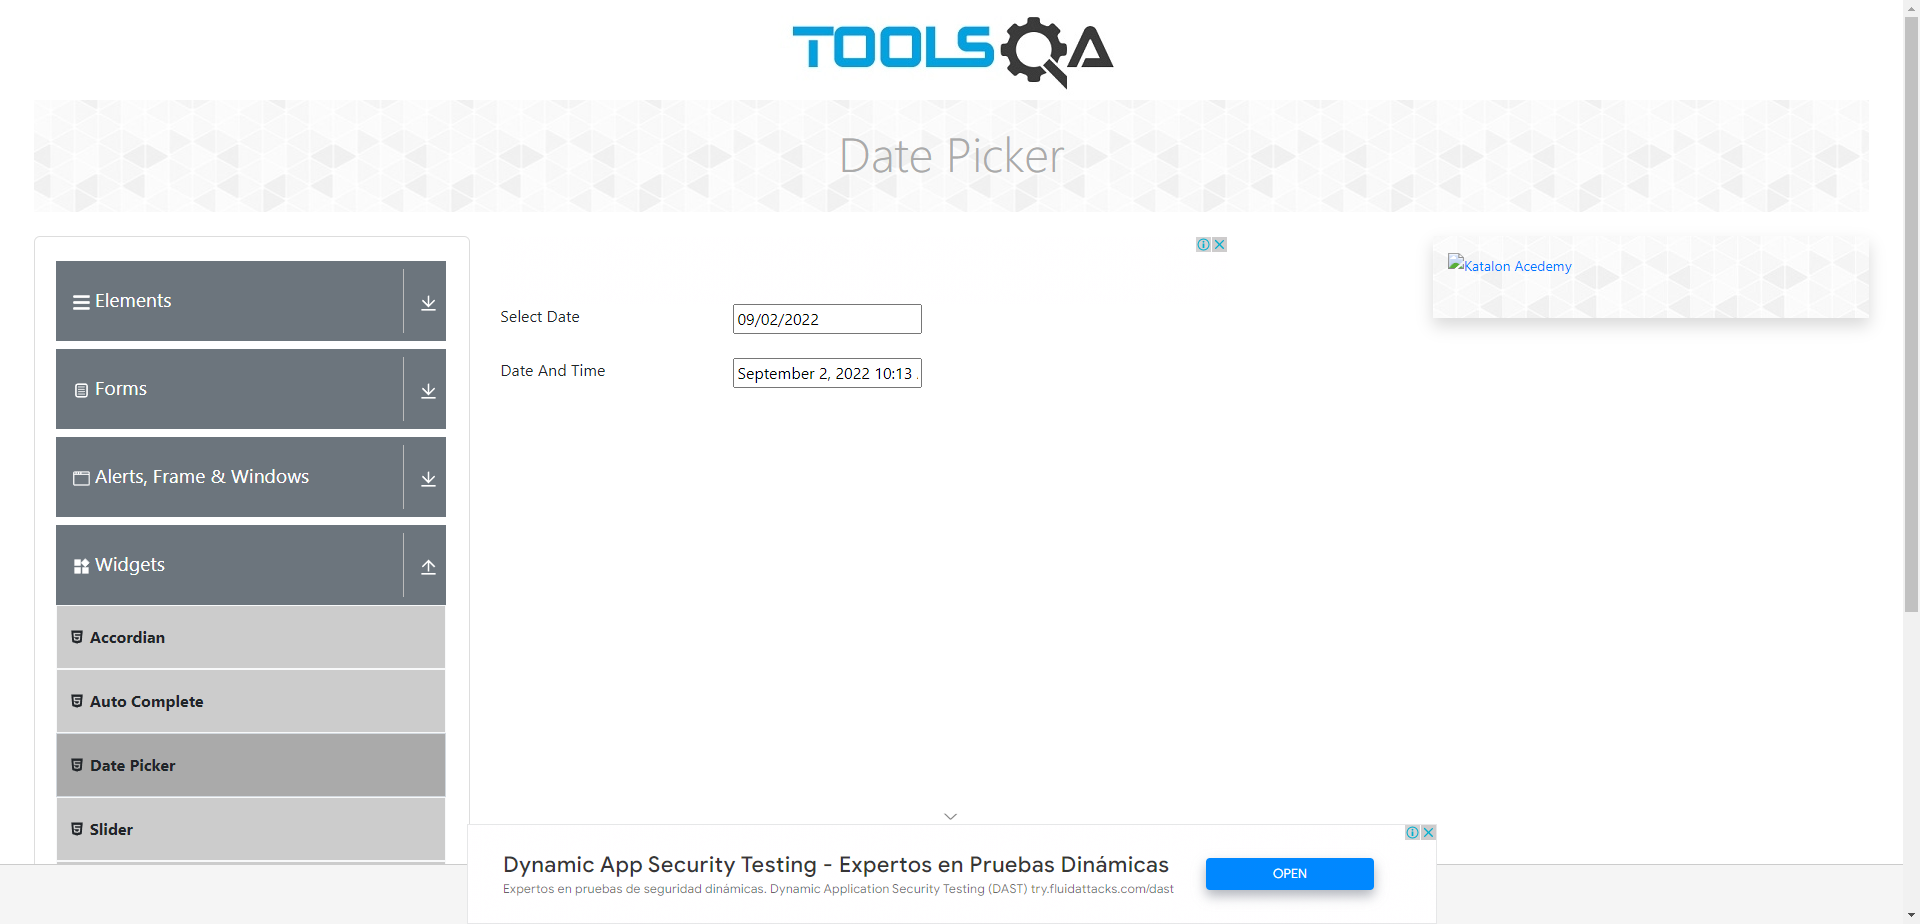 TOOLSQA
Date Picker
Elements
Forms
Alerts, Frame & Windows
Widgets
Accordian
Auto Complete
Date Picker
Slider
Select Date
09/02/2022
Date And Time
September 2, 2022 10:13
Katalon Acedemy
Dynamic App Security Testing - Expertos en Pruebas Dinámicas
Expertos en pruebas de seguridad dinámicas. Dynamic Application Security Testing (DAST) try.fluidattacks.com/dast
OPEN